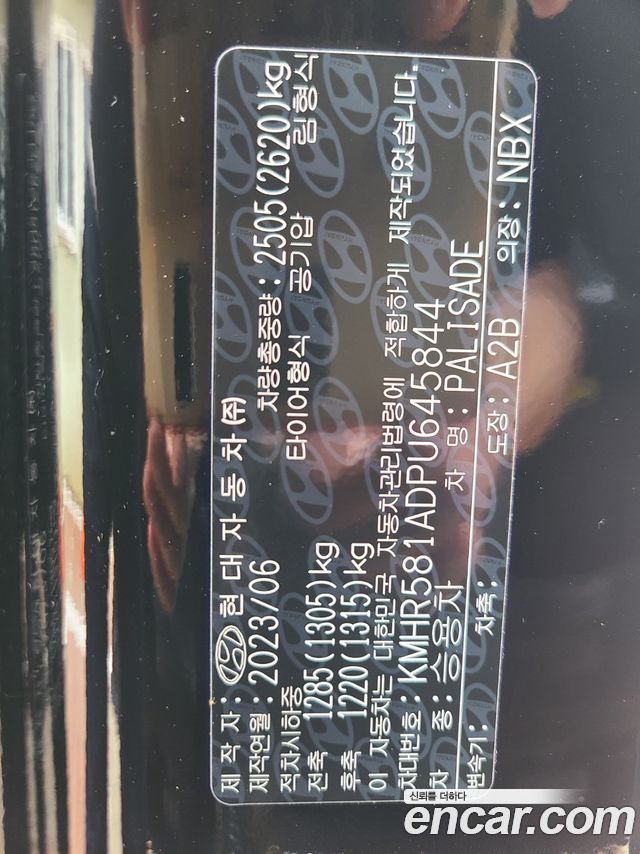 제 작 자: 현 대 자 동 차 (주)
제작연월: 2023/06 차량총중량: 2505(2620)kg
적차시하중 타이어형식 공기압 림형식
전축 1285(1305)kg
후축 1220(1315)kg
이 자동차는 대한민국 자동차관리법령에 적합하게 제작되었습니다.
차대번호: KMHR581ADPU645844
차 종: 승용차 차 명: PALISADE
변속기: 차축: 도장: A2B 의장: NBX
신뢰를 더하다
encar.com